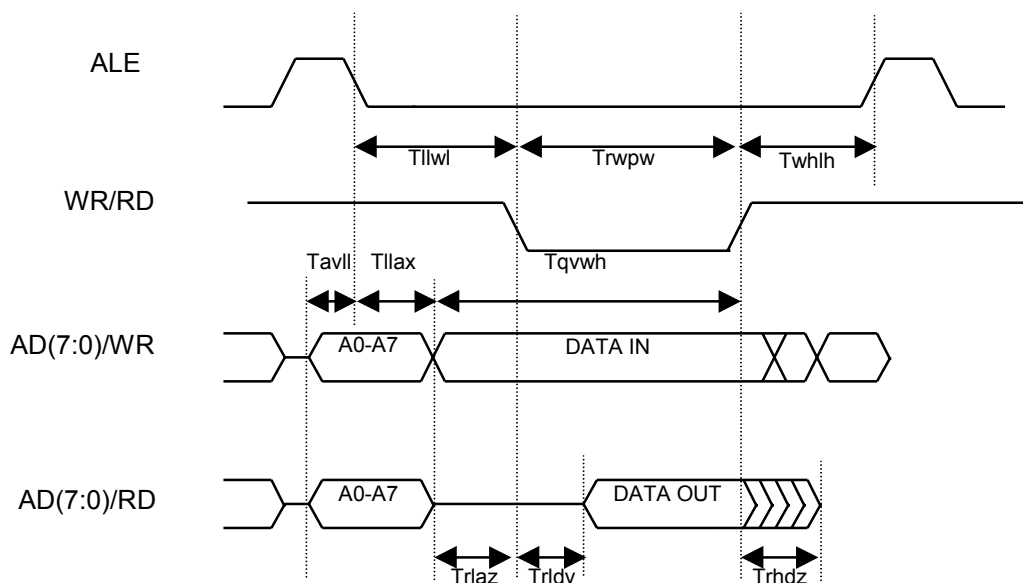 ALE
Tllwl Trwpw Twhlh
WR/RD
Tavll Tllax Tqvwh
AD(7:0)/WR A0-A7 DATA IN
AD(7:0)/RD A0-A7 DATA OUT
Trlaz Trldv Trhdz